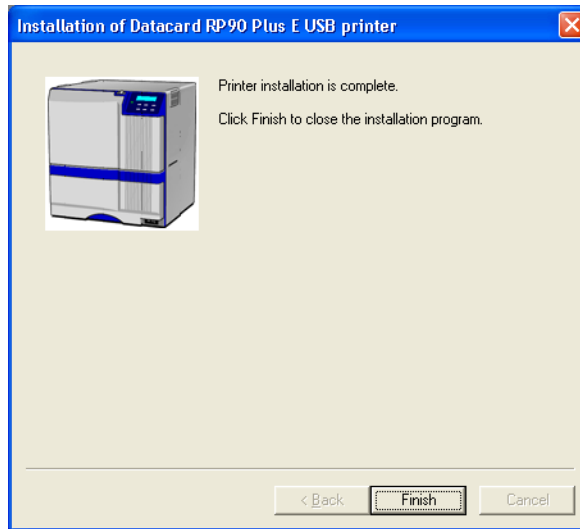 Installation of Datacard RP90 Plus E USB printer
Printer installation is complete.
Click Finish to close the installation program.
< Back
Finish
Cancel